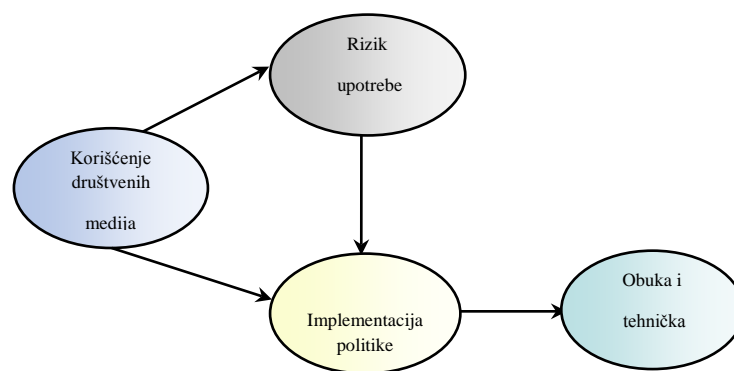 Rizik
upotrebe
Korišćenje
društvenih
medija
Implementacija
politike
Obuka i
tehnička